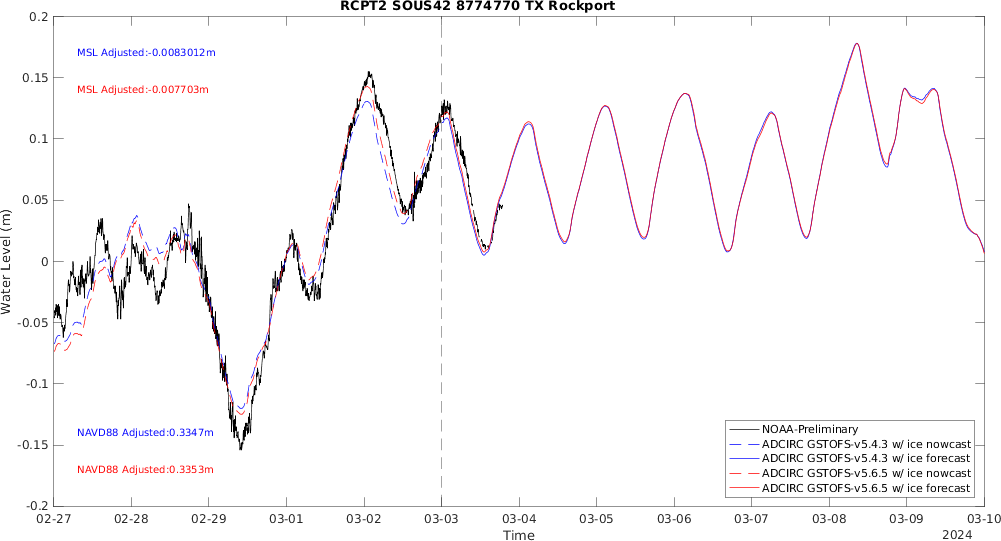 RCPT2 SOUS42 8774770 TX Rockport
0.2
0.15
0.1
0.05
0
-0.05
-0.1
-0.15
-0.2
Water Level (m)
MSL Adjusted:-0.0083012m
MSL Adjusted:-0.007703m
NAVD88 Adjusted:0.3347m
NAVD88 Adjusted:0.3353m
NOAA-Preliminary
ADCIRC GSTOFS-v5.4.3 w/ ice nowcast
ADCIRC GSTOFS-v5.4.3 w/ ice forecast
ADCIRC GSTOFS-v5.6.5 w/ ice nowcast
ADCIRC GSTOFS-v5.6.5 w/ ice forecast
02-27 02-28 02-29 03-01 03-02 03-03 03-04 03-05 03-06 03-07 03-08 03-09 03-10
Time
2024